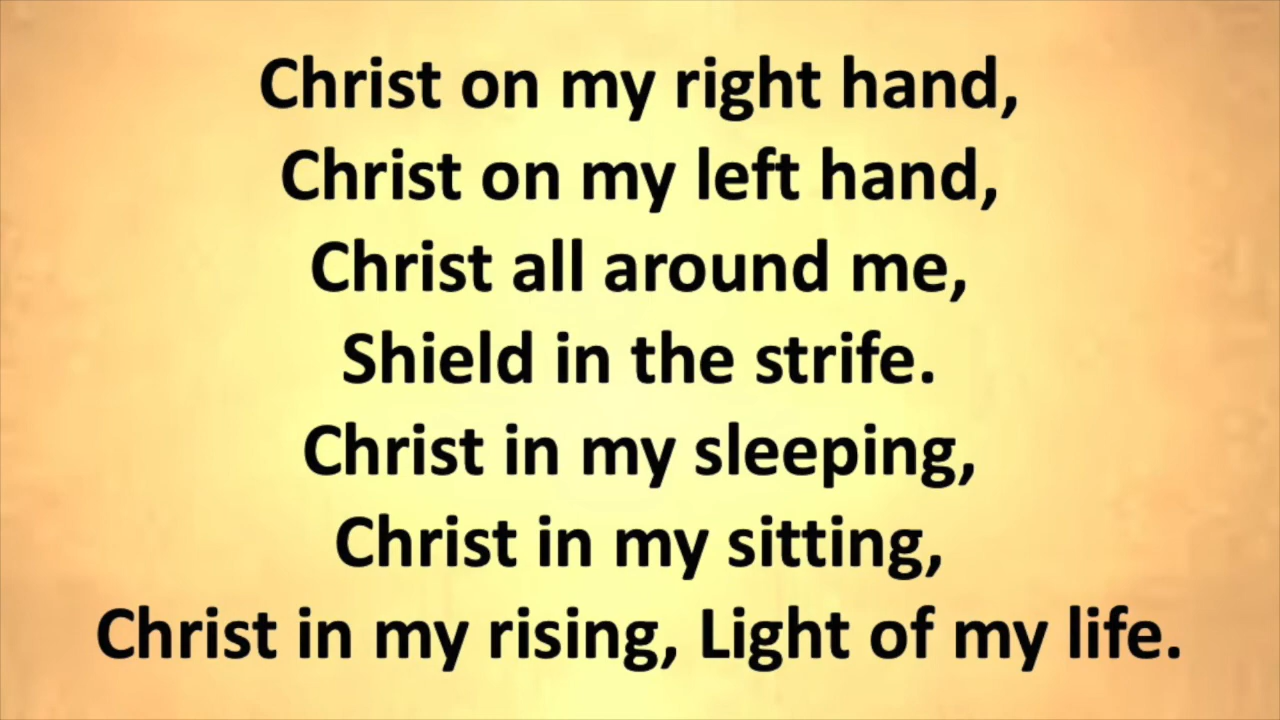 Christ on my right hand,
Christ on my left hand,
Christ all around me,
Shield in the strife.
Christ in my sleeping,
Christ in my sitting,
Christ in my rising, Light of my life.